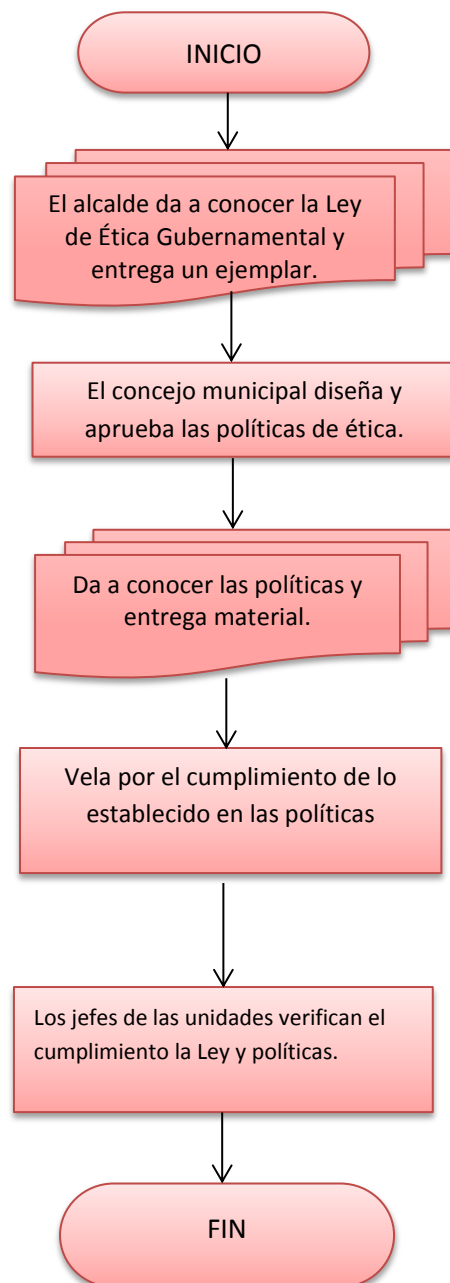 INICIO
El alcalde da a conocer la Ley
de Ética Gubernamental y
entrega un ejemplar.
El concejo municipal diseña y
aprueba las políticas de ética.
Da a conocer las políticas y
entrega material.
Vela por el cumplimiento de lo
establecido en las políticas
Los jefes de las unidades verifican el
cumplimiento la Ley y políticas.
FIN